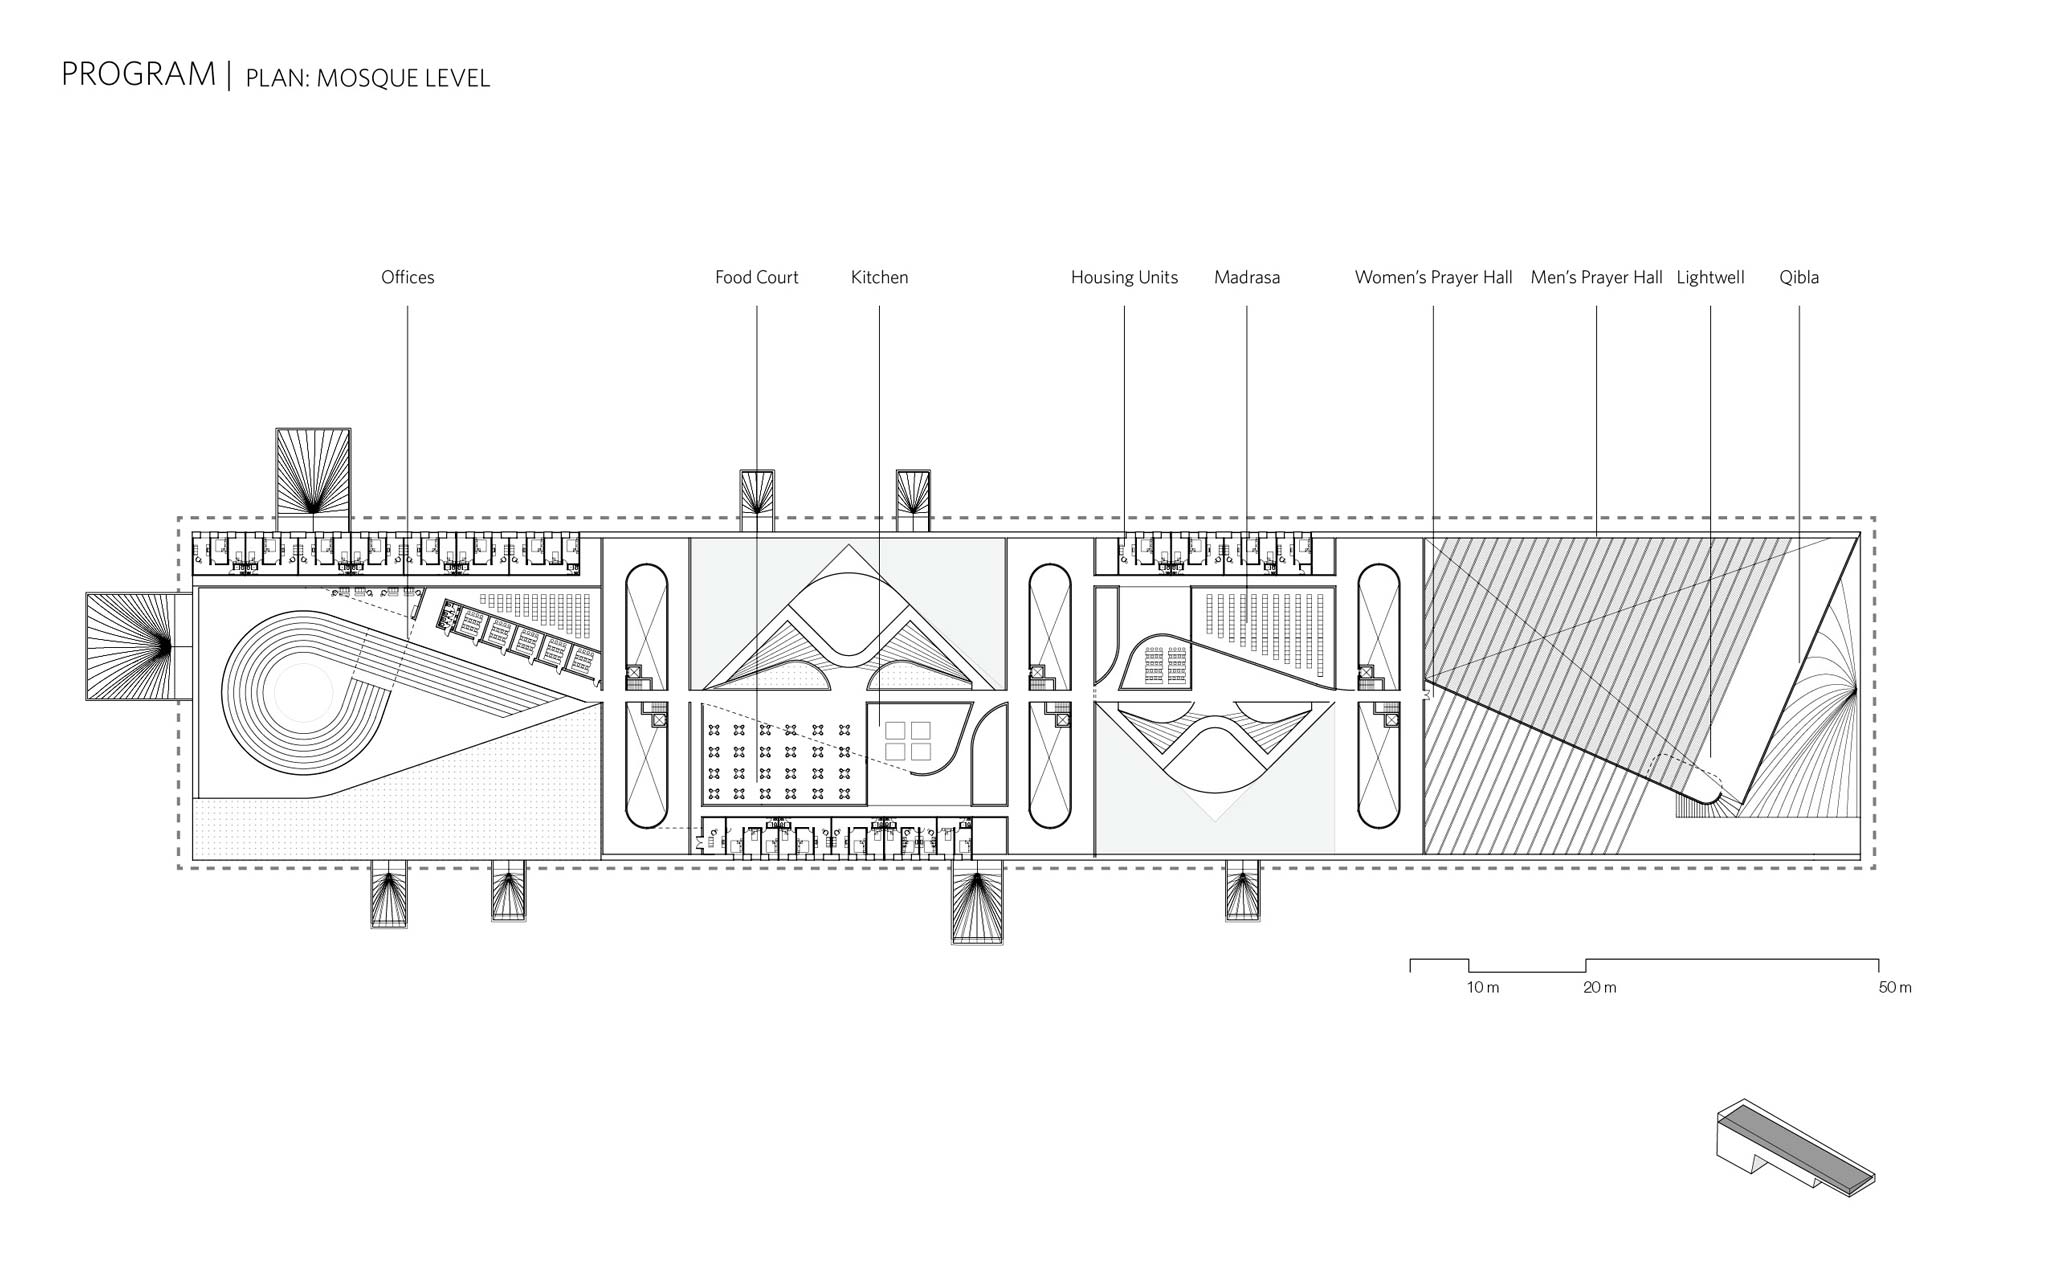 PROGRAM | PLAN: MOSQUE LEVEL
Offices
Food Court
Kitchen
Housing Units
Madrasa
Women’s Prayer Hall
Men’s Prayer Hall
Lightwell
Qibla
10 m
20 m
50 m